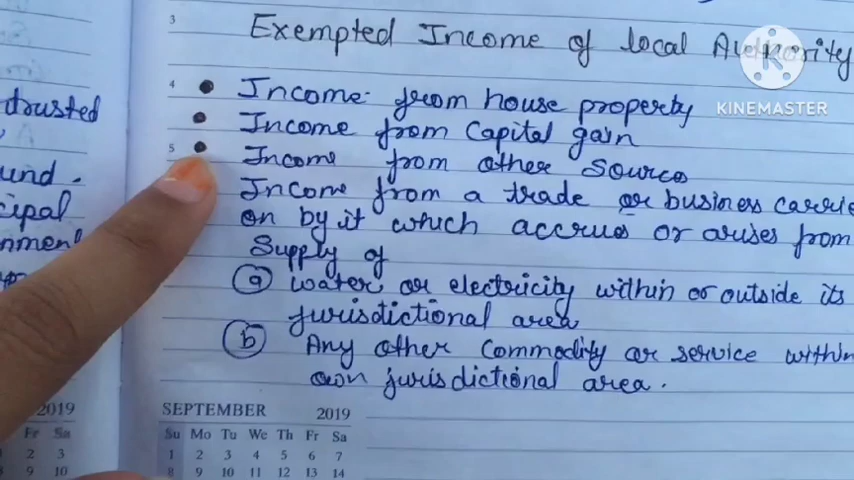 3
Exempted Income of local Authority
KINEMASTER
4
• Income from house property
• Income from Capital gain
5
• Income from other Sources
Income from a trade or business carrie
on by it which accrues or arises from
Supply of
(a) water or electricity within or outside its
jurisdictional area
(b) Any other Commodity or service within
own jurisdictional area.
trusted
und.
cipal
nment
2019
Fr Sa
2 3
9 10
SEPTEMBER 2019
Su Mo Tu We Th Fr Sa
1 2 3 4 5 6 7
8 9 10 11 12 13 14